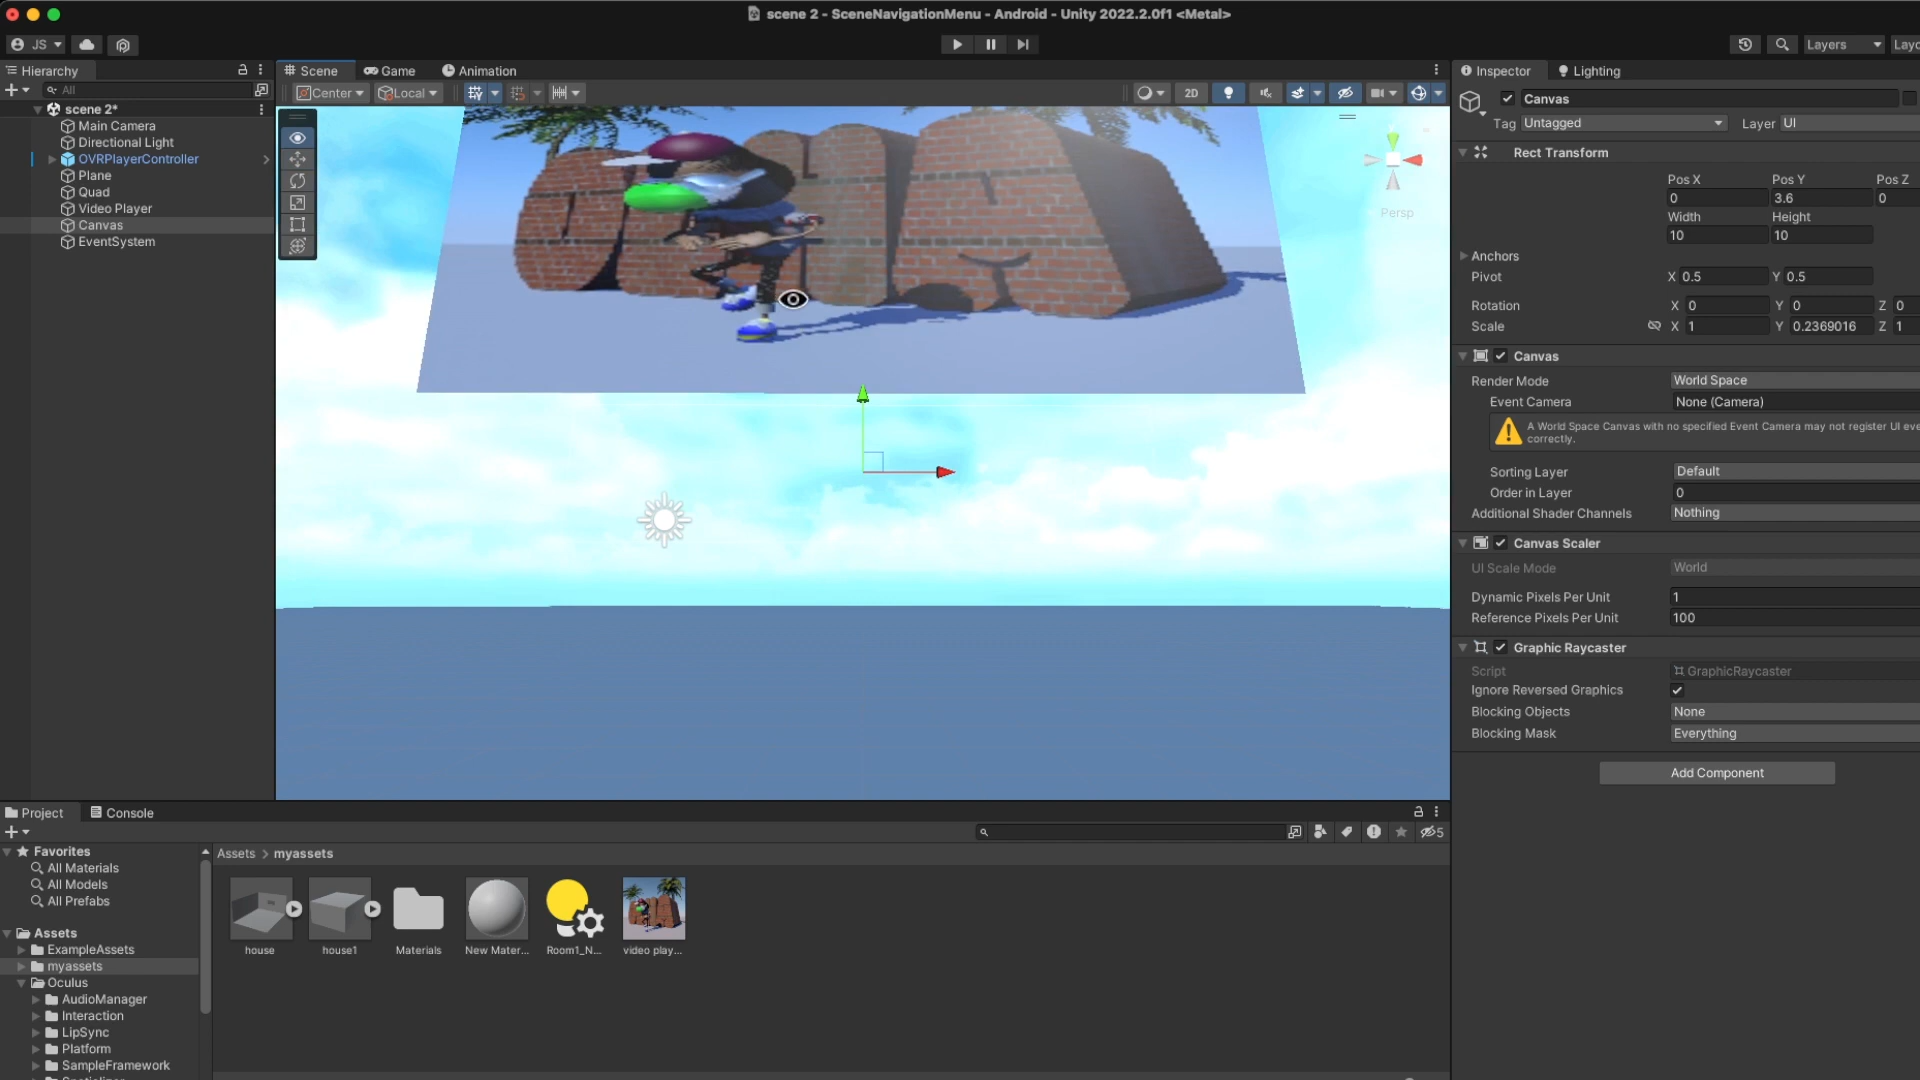 scene 2 - SceneNavigationMenu - Android - Unity 2022.2.0f1 <Metal>
JS
Layers
Layo
Hierarchy
All
scene 2*
Main Camera
Directional Light
OVRPlayerController
Plane
Quad
Video Player
Canvas
EventSystem
Scene
Game
Animation
Center
Local
2D
Persp
Inspector
Lighting
Canvas
Tag Untagged
Layer UI
Rect Transform
Pos X Pos Y Pos Z
0 3.6 0
Width Height
10 10
Anchors
Pivot X 0.5 Y 0.5
Rotation X 0 Y 0 Z 0
Scale X 1 Y 0.2369016 Z 1
Canvas
Render Mode World Space
Event Camera None (Camera)
A World Space Canvas with no specified Event Camera may not register UI eve
correctly.
Sorting Layer Default
Order in Layer 0
Additional Shader Channels Nothing
Canvas Scaler
UI Scale Mode World
Dynamic Pixels Per Unit 1
Reference Pixels Per Unit 100
Graphic Raycaster
Script GraphicRaycaster
Ignore Reversed Graphics
Blocking Objects None
Blocking Mask Everything
Add Component
Project
Console
5
Favorites
All Materials
All Models
All Prefabs
Assets
ExampleAssets
myassets
Oculus
AudioManager
Interaction
LipSync
Platform
SampleFramework
Assets > myassets
house
house1
Materials
New Mater...
Room1_N...
video play...